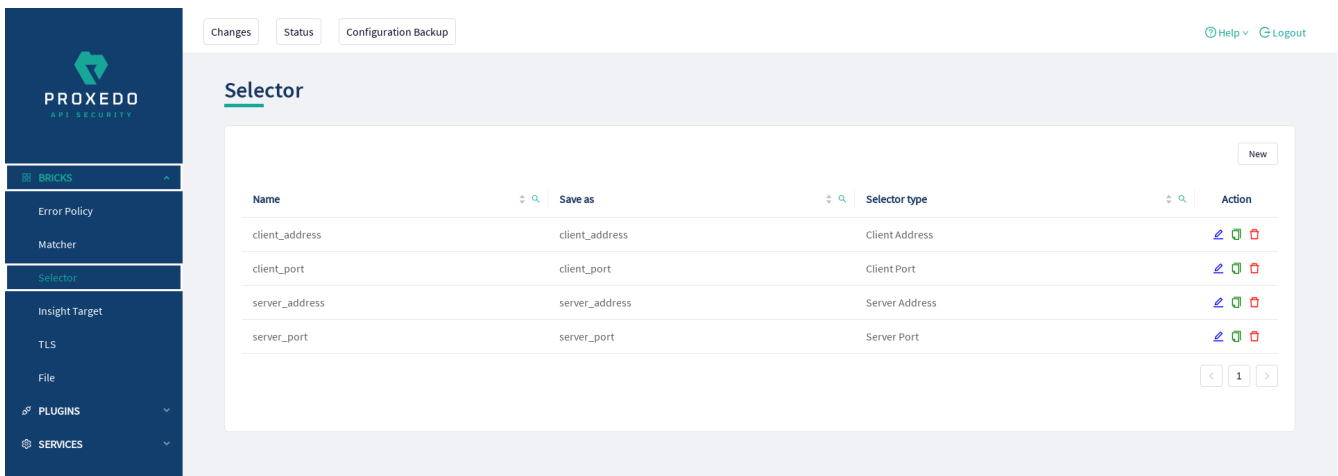 Changes Status Configuration Backup Help Logout
PROXEDO
API SECURITY
Selector
New
BRICKS
Error Policy
Matcher
Selector
Insight Target
TLS
File
PLUGINS
SERVICES
Name Save as Selector type Action
client_address client_address Client Address
client_port client_port Client Port
server_address server_address Server Address
server_port server_port Server Port
1